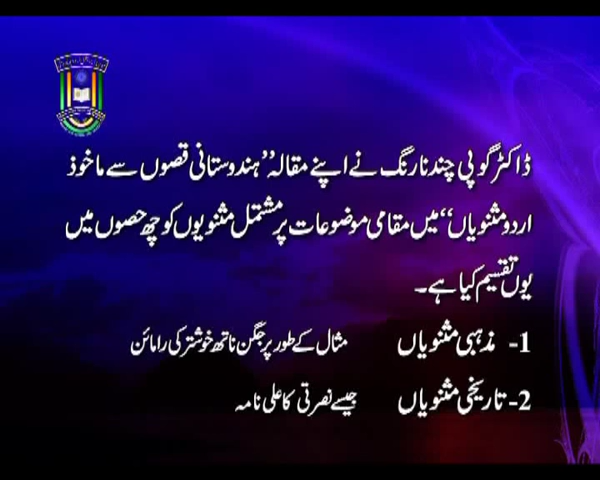 ڈاکٹر گوپی چند نارنگ نے اپنے مقالہ "ہندوستانی قصوں سے ماخوذ
اردو مثنویاں" میں مقامی موضوعات پر مشتمل مثنویوں کو چھ حصوں میں
یوں تقسیم کیا ہے۔
1- مذہبی مثنویاں مثال کے طور پر جگن ناتھ خوشتر کی رامائن
2- تاریخی مثنویاں جیسے نصرتی کا علی نامہ